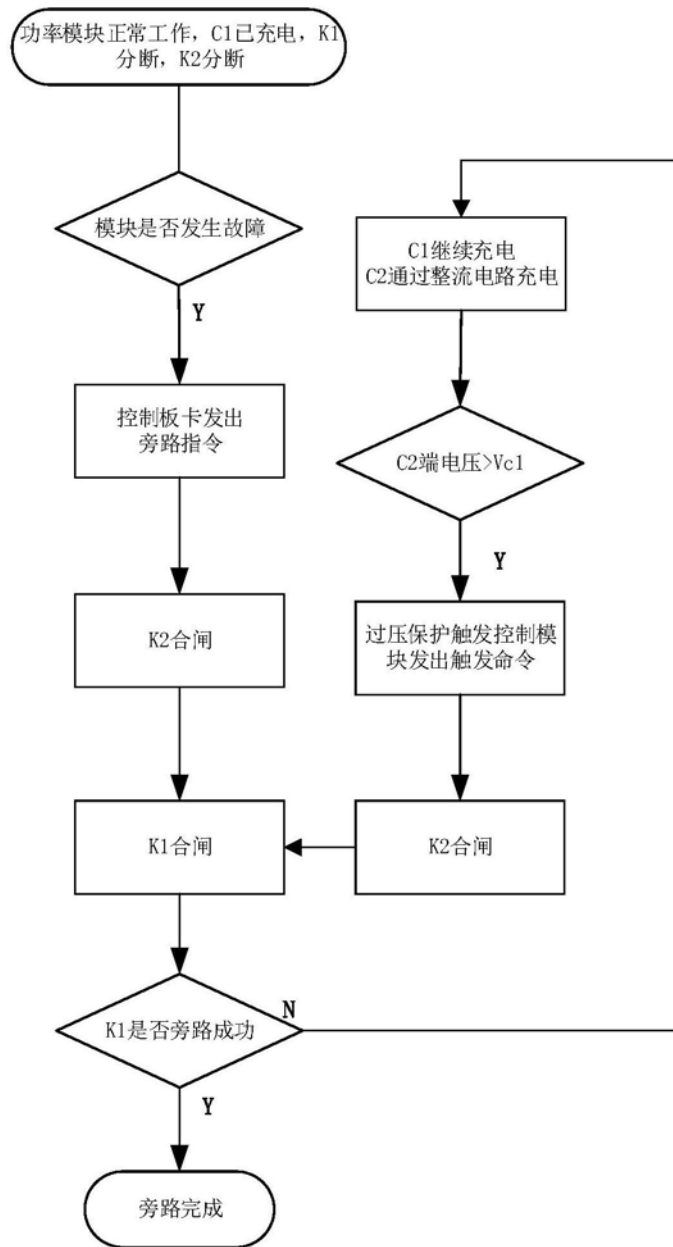 功率模块正常工作，C1已充电，K1
分断，K2分断
模块是否发生故障
Y
控制板卡发出
旁路指令
K2合闸
K1合闸
K1是否旁路成功
N
Y
旁路完成
C1继续充电
C2通过整流电路充电
C2端电压>Vc1
Y
过压保护触发控制模
块发出触发命令
K2合闸